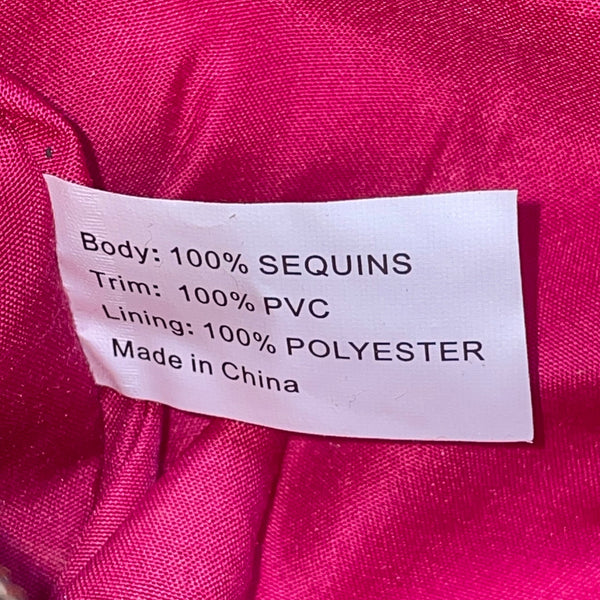 Body: 100% SEQUINS
Trim: 100% PVC
Lining: 100% POLYESTER
Made in China